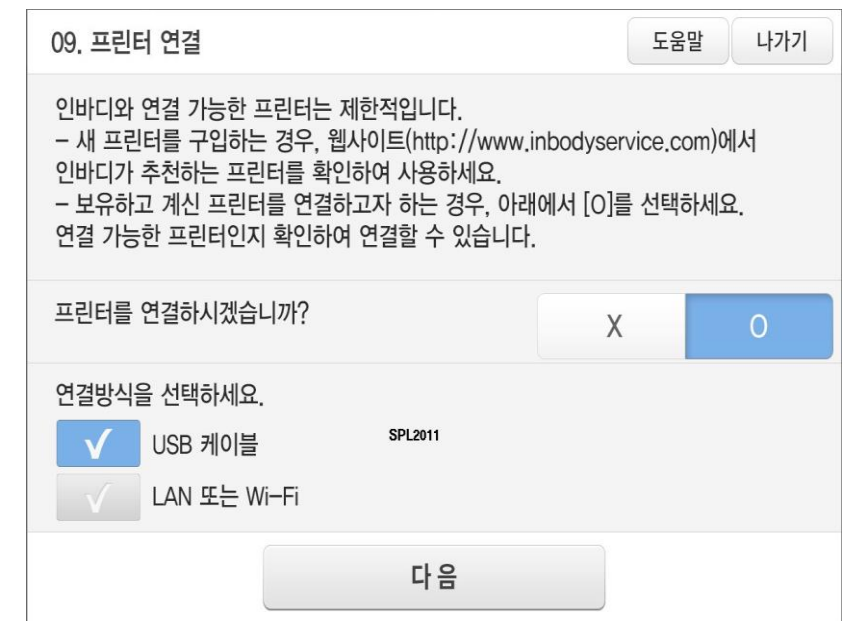 09. 프린터 연결
도움말
나가기
인바디와 연결 가능한 프린터는 제한적입니다.
– 새 프린터를 구입하는 경우, 웹사이트(http://www.inbodyservice.com)에서
인바디가 추천하는 프린터를 확인하여 사용하세요.
– 보유하고 계신 프린터를 연결하고자 하는 경우, 아래에서 [O]를 선택하세요.
연결 가능한 프린터인지 확인하여 연결할 수 있습니다.
프린터를 연결하시겠습니까?
X
O
연결방식을 선택하세요.
√ USB 케이블
SPL2011
√ LAN 또는 Wi-Fi
다음